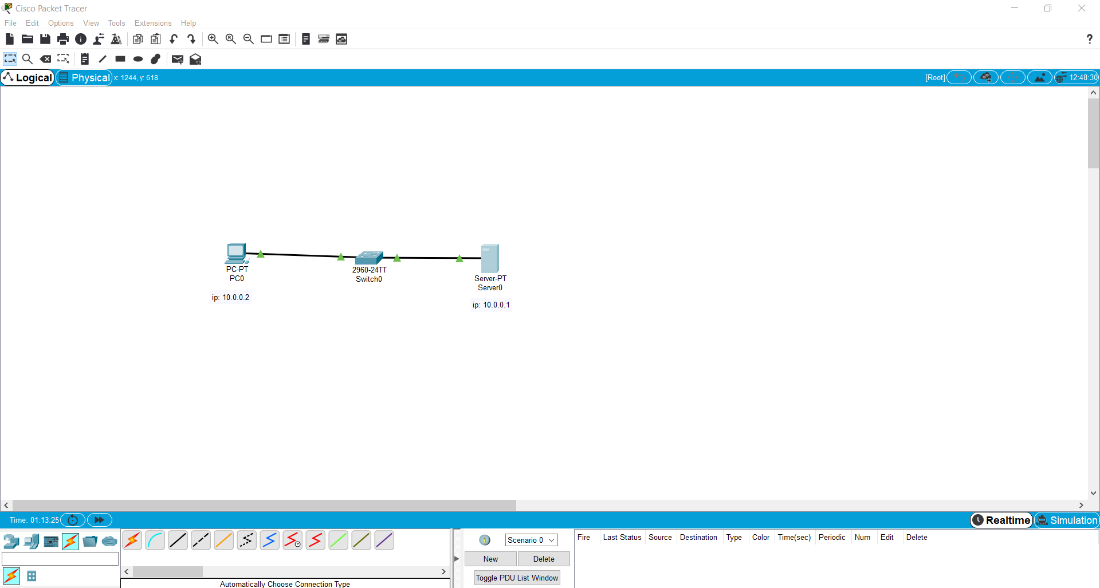 Cisco Packet Tracer
File Edit Options View Tools Extensions Help
?
Logical Physical x: 1244, y: 518 [Root] 12:48:30
PC-PT
PC0
ip: 10.0.0.2
2960-24TT
Switch0
Server-PT
Server0
ip: 10.0.0.1
Time: 01:13:25 Realtime Simulation
Scenario 0
New Delete
Toggle PDU List Window
Fire Last Status Source Destination Type Color Time(sec) Periodic Num Edit Delete
Automatically Choose Connection Type